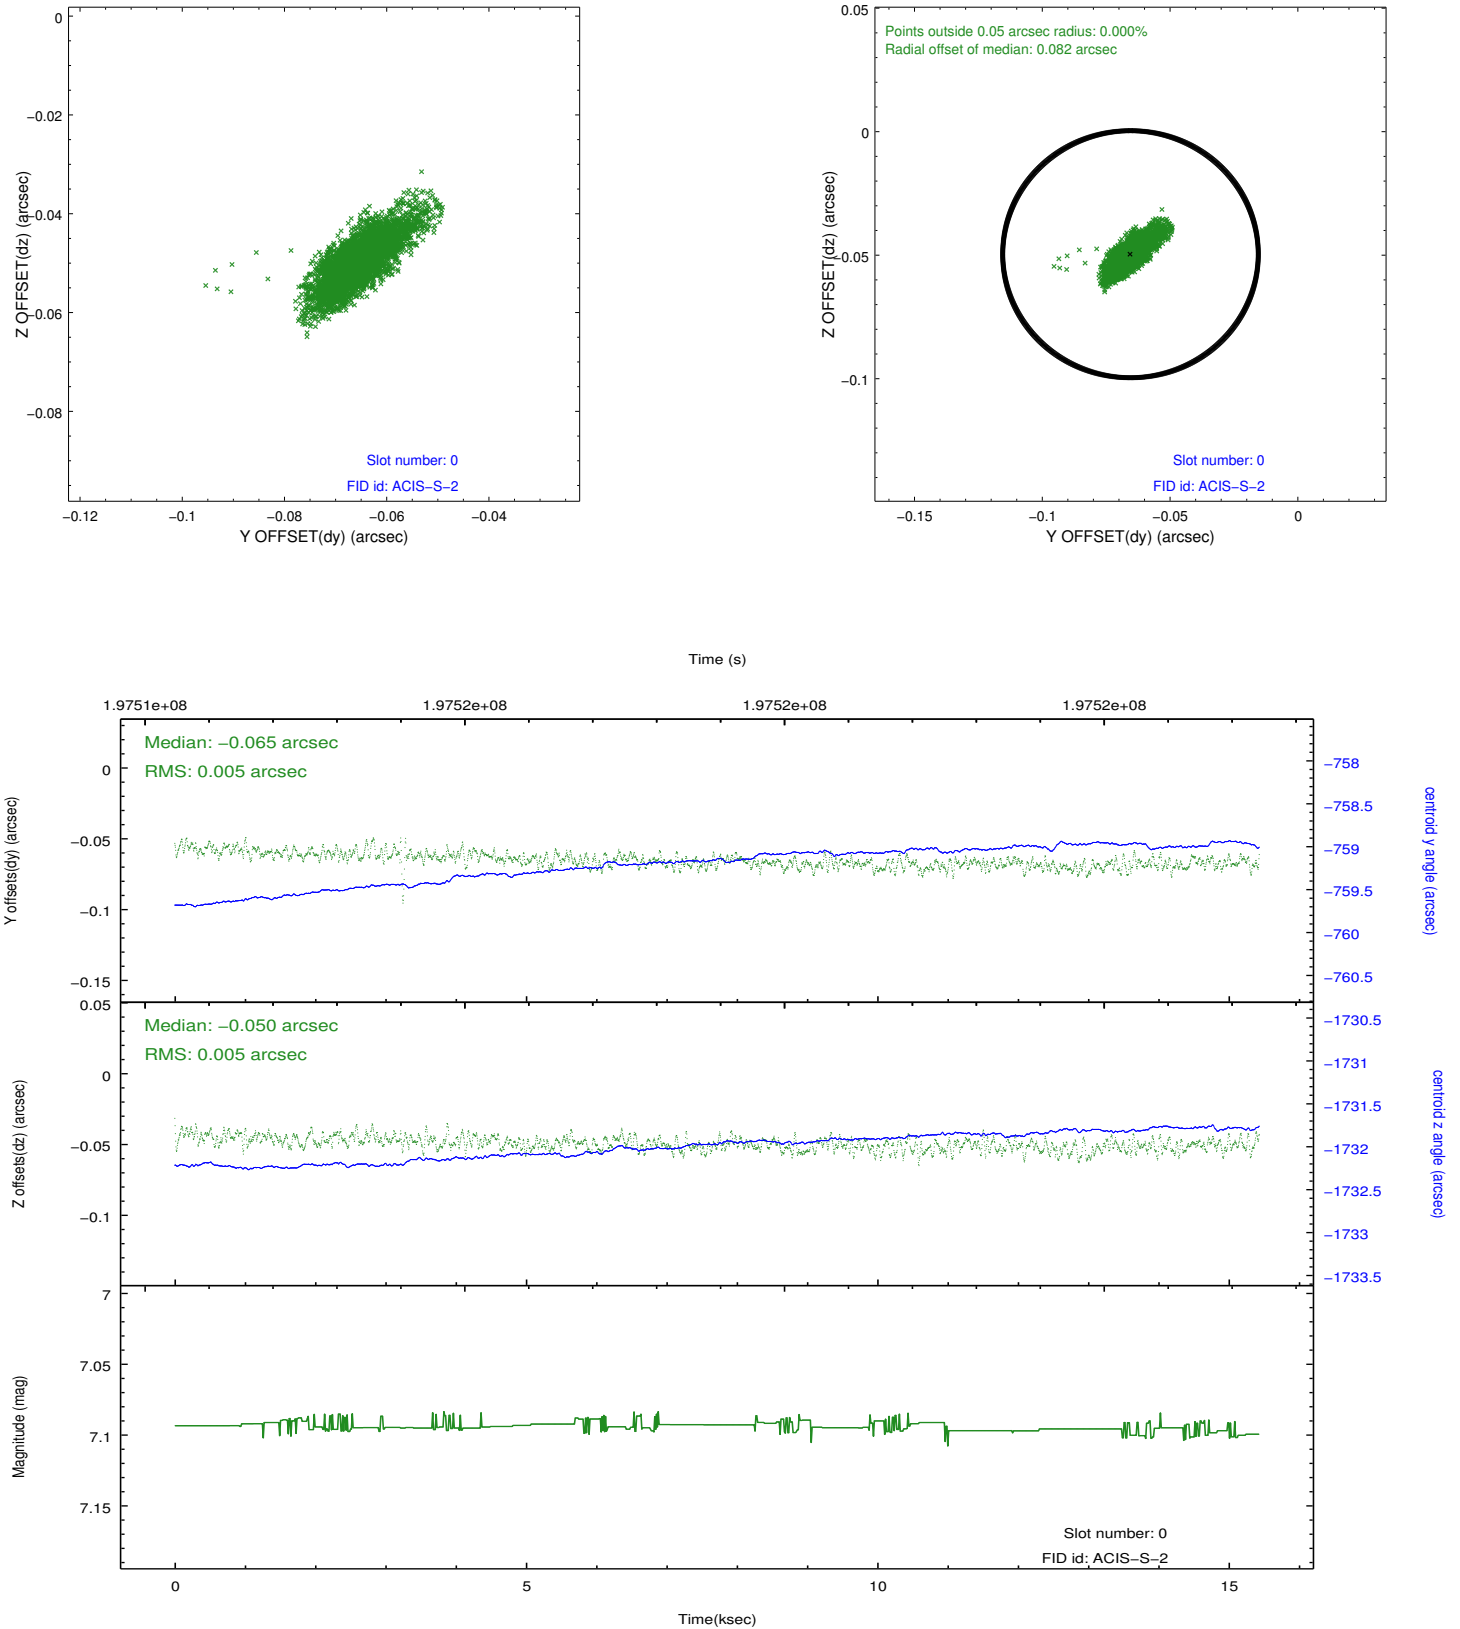 0
−0.02
−0.04
−0.06
−0.08
Z OFFSET(dz) (arcsec)
Slot number: 0
FID id: ACIS−S−2
−0.12
−0.1
−0.08
−0.06
−0.04
Y OFFSET(dy) (arcsec)
0.05
0
−0.05
−0.1
Z OFFSET(dz) (arcsec)
Points outside 0.05 arcsec radius: 0.000%
Radial offset of median: 0.082 arcsec
Slot number: 0
FID id: ACIS−S−2
−0.15
−0.1
−0.05
0
Y OFFSET(dy) (arcsec)
Time (s)
1.9751e+08
1.9752e+08
1.9752e+08
1.9752e+08
Median: −0.065 arcsec
RMS: 0.005 arcsec
0
−0.05
−0.1
−0.15
Y offsets(dy) (arcsec)
−758
−758.5
−759
−759.5
−760
−760.5
centroid y angle (arcsec)
Median: −0.050 arcsec
RMS: 0.005 arcsec
0.05
0
−0.05
−0.1
Z offsets(dz) (arcsec)
−1730.5
−1731
−1731.5
−1732
−1732.5
−1733
−1733.5
centroid z angle (arcsec)
7
7.05
7.1
7.15
Magnitude (mag)
Slot number: 0
FID id: ACIS−S−2
0
5
10
15
Time(ksec)